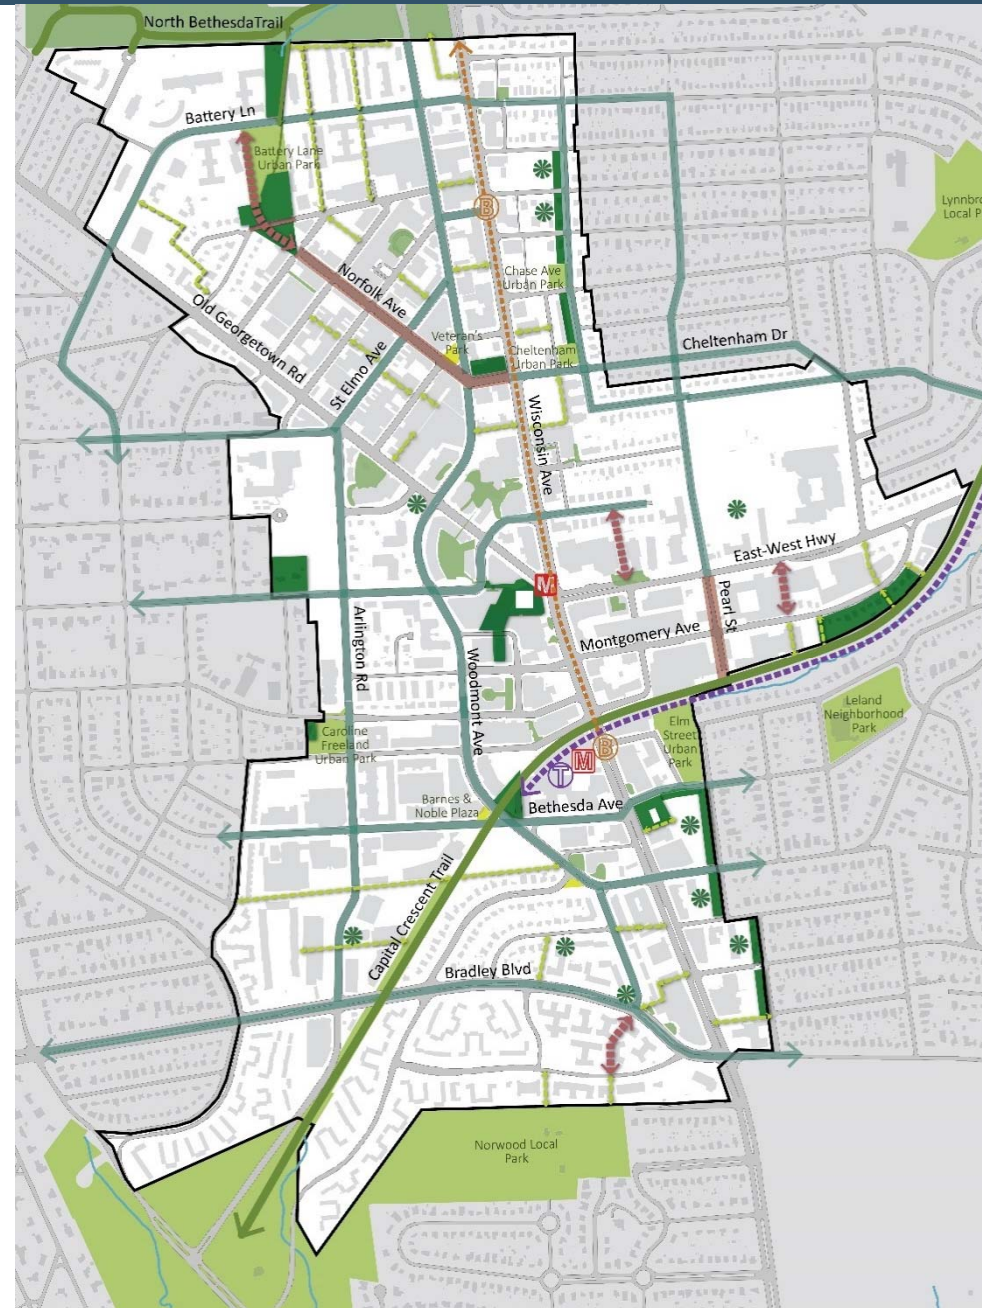 North BethesdaTrail
Battery Ln
Battery Lane
Urban Park
Lynnbro
Local P
B
Chase Ave
Urban Park
Norfolk Ave
Old Georgetown Rd
St Elmo Ave
Veteran's
Park
Cheltenham
Urban Park
Cheltenham Dr
Wisconsin Ave
East-West Hwy
M
Pearl St
Montgomery Ave
Arlington Rd
Woodmont Ave
Caroline
Freeland
Urban Park
Leland
Neighborhood
Park
Elm
Street
Urban
Park
B
M
T
Barnes &
Noble Plaza
Bethesda Ave
Capital Crescent Trail
Bradley Blvd
Norwood Local
Park